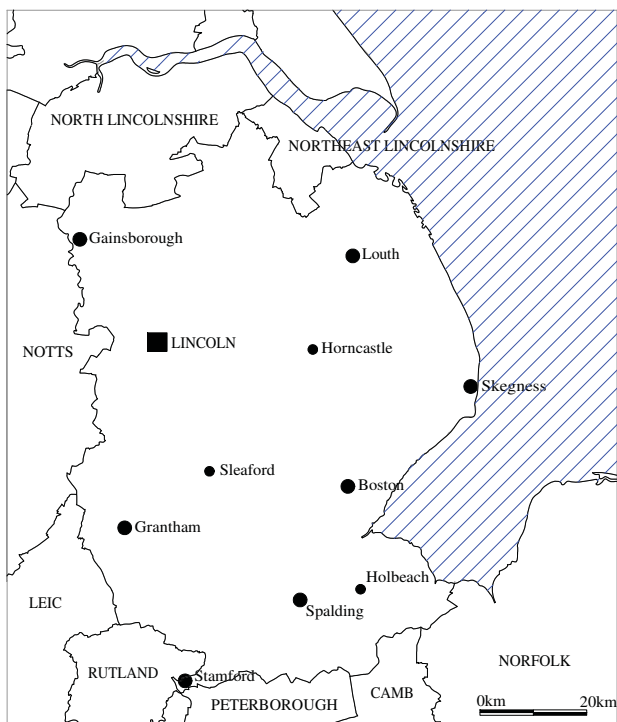 NORTH LINCOLNSHIRE
NORTHEAST LINCOLNSHIRE
Gainsborough
Louth
LINCOLN
Horncastle
NOTTS
Skegness
Sleaford
Boston
Grantham
Holbeach
LEIC
Spalding
RUTLAND
Stamford
NORFOLK
CAMB
PETERBOROUGH
0km 20km